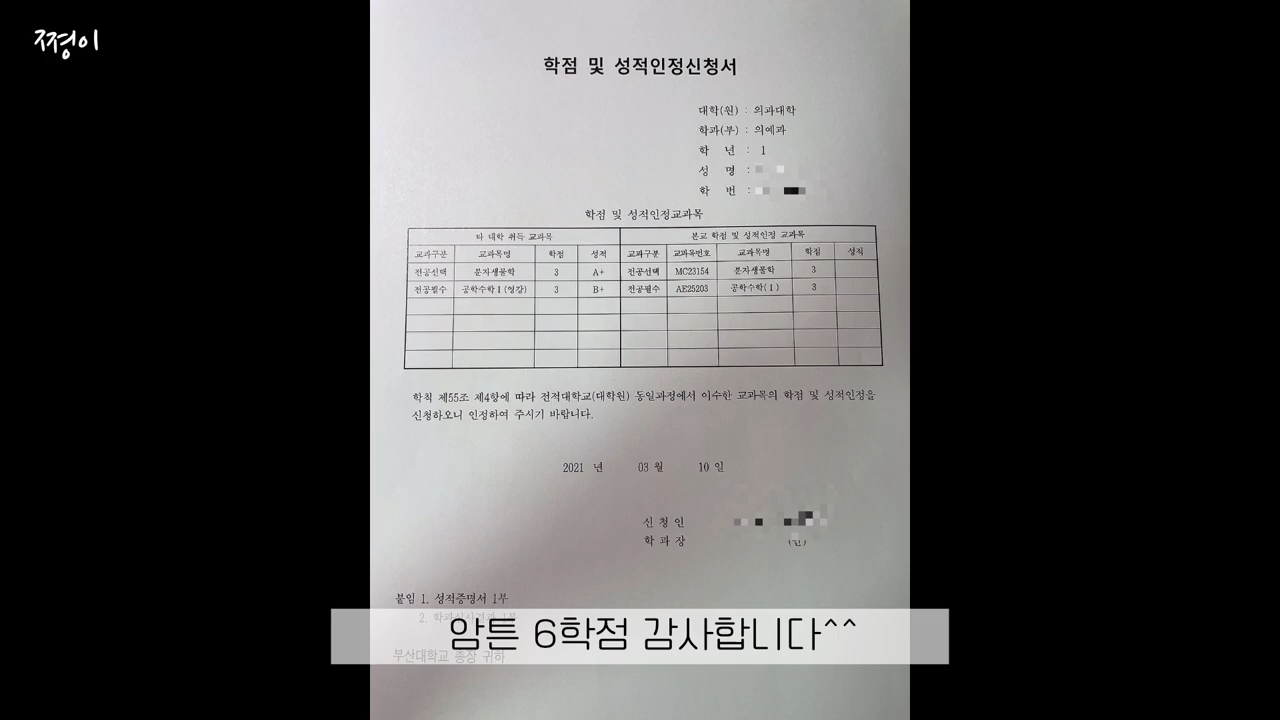 쩡이
학점 및 성적인정신청서
대학(원) : 의과대학
학과(부) : 의예과
학 년 : 1
성 명 :
학 번 :
학점 및 성적인정교과목
타 대학 취득 교과목 본교 학점 및 성적인정 교과목
교과구분 교과목명 학점 성적 교과구분 교과목번호 교과목명 학점 성적
전공선택 분자생물학 3 A+ 전공선택 MC23154 분자생물학 3
전공필수 공학수학Ⅰ(영강) 3 B+ 전공필수 AE25203 공학수학(Ⅰ) 3
학칙 제55조 제4항에 따라 전적대학교(대학원) 동일과정에서 이수한 교과목의 학점 및 성적인정을
신청하오니 인정하여 주시기 바랍니다.
2021 년 03 월 10 일
신 청 인
학 과 장 (인)
붙임 1. 성적증명서 1부
2. 학과심사결과 1부
암튼 6학점 감사합니다^^
부산대학교 총장 귀하